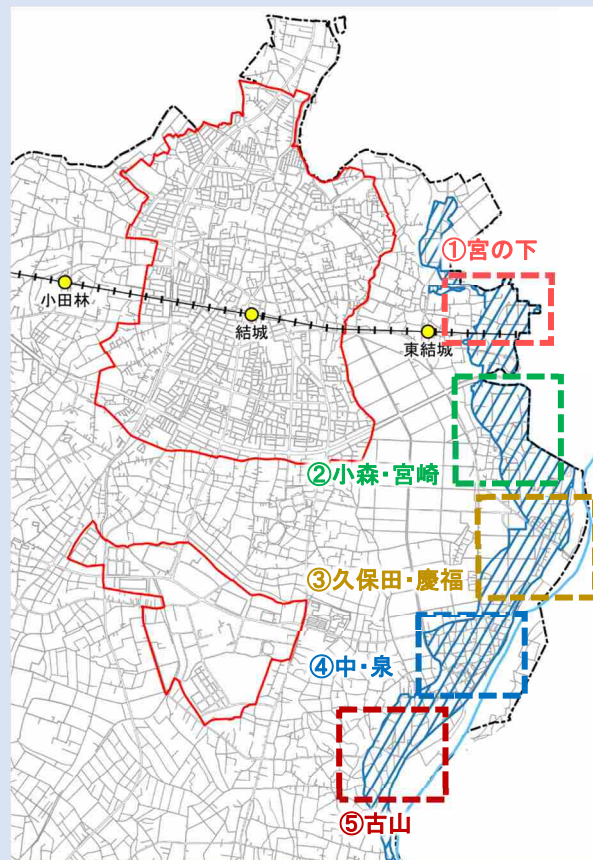 ①宮の下
小田林
結城
東結城
②小森・宮崎
③久保田・慶福
④中・泉
⑤古山